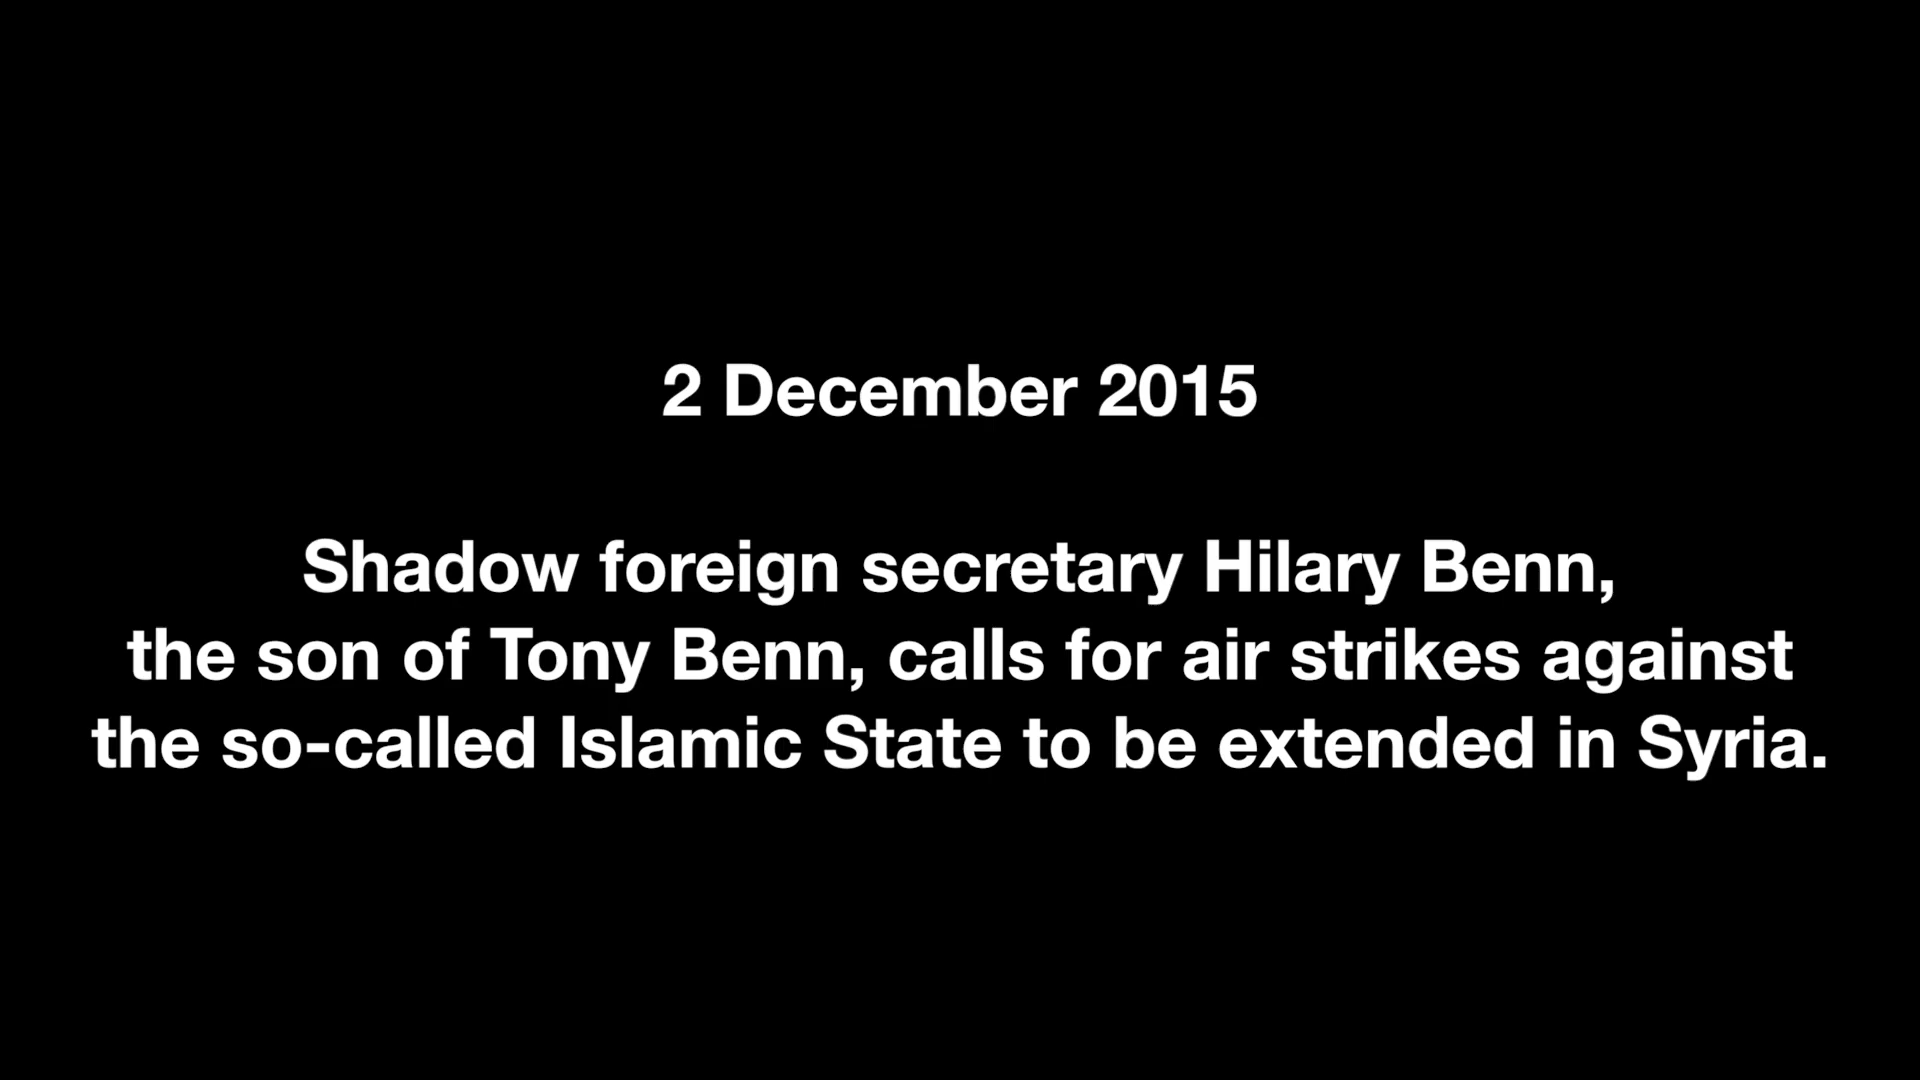 2 December 2015
Shadow foreign secretary Hilary Benn,
the son of Tony Benn, calls for air strikes against
the so-called Islamic State to be extended in Syria.